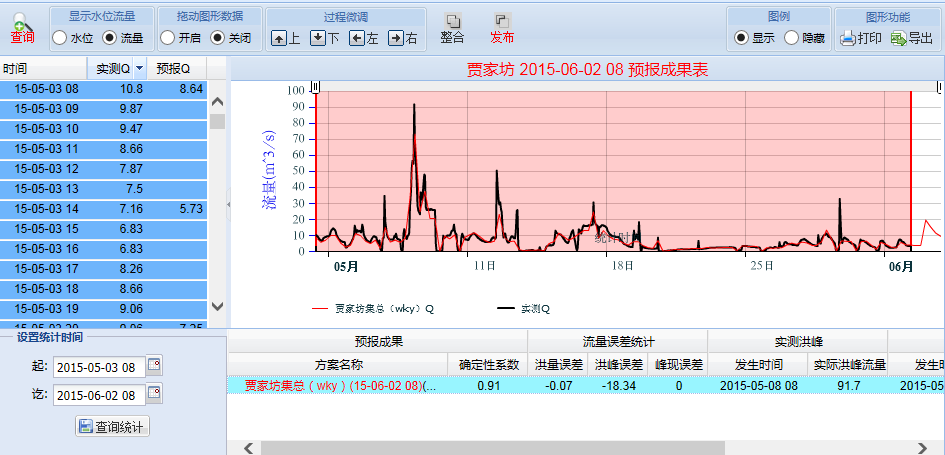 显示水位流量 拖动图形数据 过程微调 图例 图形功能
查询 水位 流量 开启 关闭 上 下 左 右 整合 发布 显示 隐藏 打印 导出
时间 实测Q 预报Q
15-05-03 08 10.8 8.64
15-05-03 09 9.87
15-05-03 10 9.47
15-05-03 11 8.66
15-05-03 12 7.87
15-05-03 13 7.5
15-05-03 14 7.16 5.73
15-05-03 15 6.83
15-05-03 16 6.83
15-05-03 17 8.26
15-05-03 18 8.66
15-05-03 19 9.06
贾家坊 2015-06-02 08 预报成果表
流量(m^3/s)
100
90
80
70
60
50
40
30
20
10
0
统计时
05月 11日 18日 25日 06月
贾家坊集总（wky）Q 实测Q
设置统计时间
起: 2015-05-03 08
讫: 2015-06-02 08
查询统计
预报成果 流量误差统计 实测洪峰
方案名称 确定性系数 洪量误差 洪峰误差 峰现误差 发生时间 实际洪峰流量 发生时
贾家坊集总（wky）(15-06-02 08)(... 0.91 -0.07 -18.34 0 2015-05-08 08 91.7 2015-05